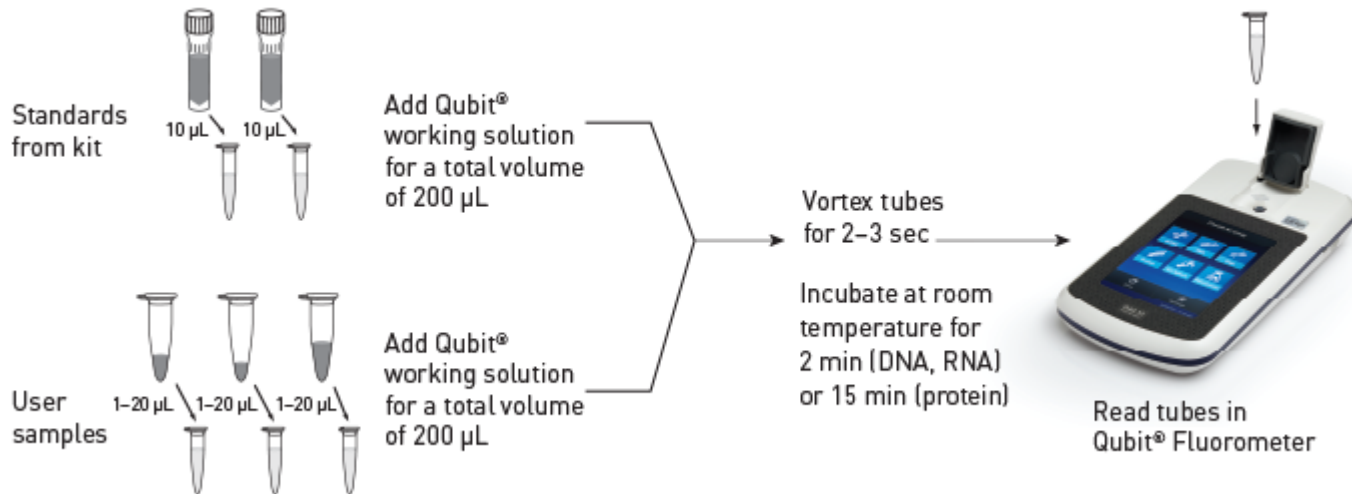 Standards
from kit
10 µL
10 µL
Add Qubit®
working solution
for a total volume
of 200 µL
User
samples
1–20 µL
1–20 µL
1–20 µL
Add Qubit®
working solution
for a total volume
of 200 µL
Vortex tubes
for 2–3 sec
Incubate at room
temperature for
2 min (DNA, RNA)
or 15 min (protein)
Read tubes in
Qubit® Fluorometer